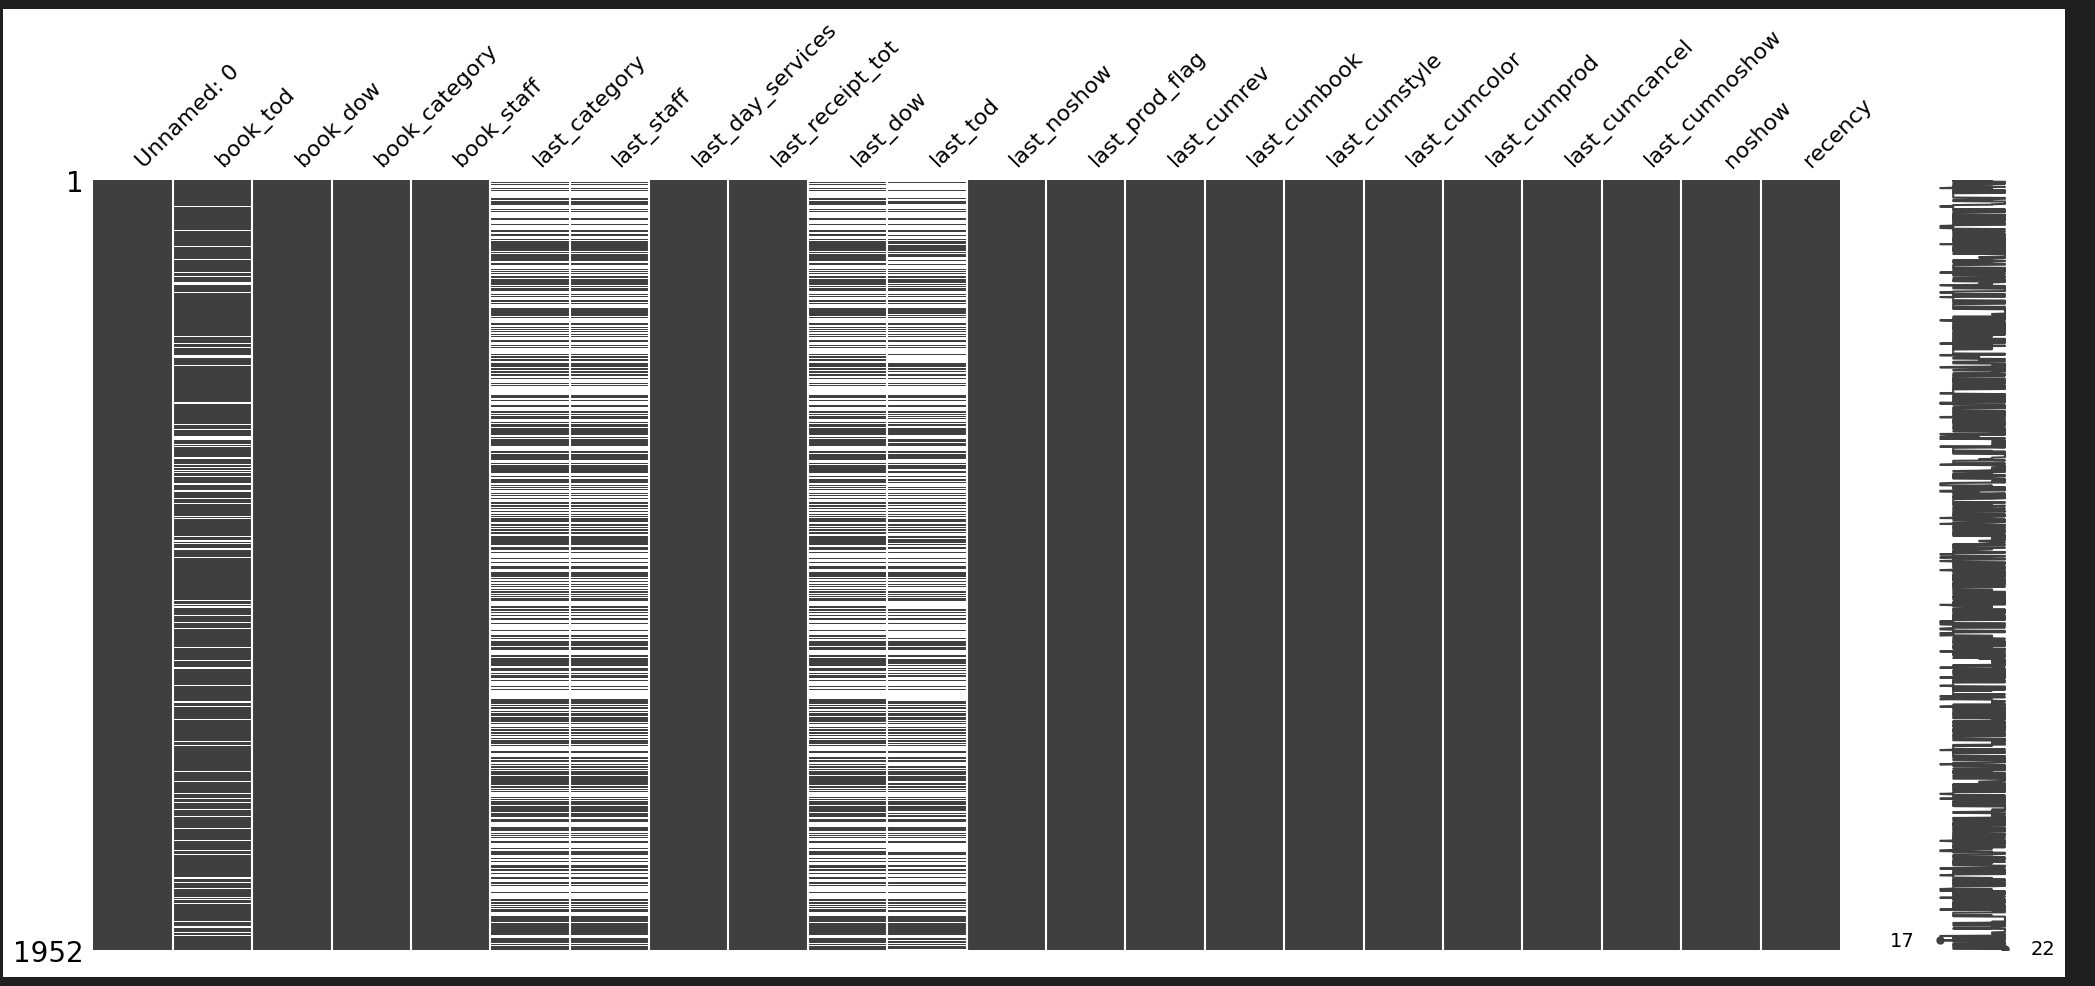 Unnamed: 0
book_tod
book_dow
book_category
book_staff
last_category
last_staff
last_day_services
last_receipt_tot
last_dow
last_tod
last_noshow
last_prod_flag
last_cumrev
last_cumbook
last_cumstyle
last_cumcolor
last_cumprod
last_cumcancel
last_cumnoshow
noshow
recency
1
1952
17
22